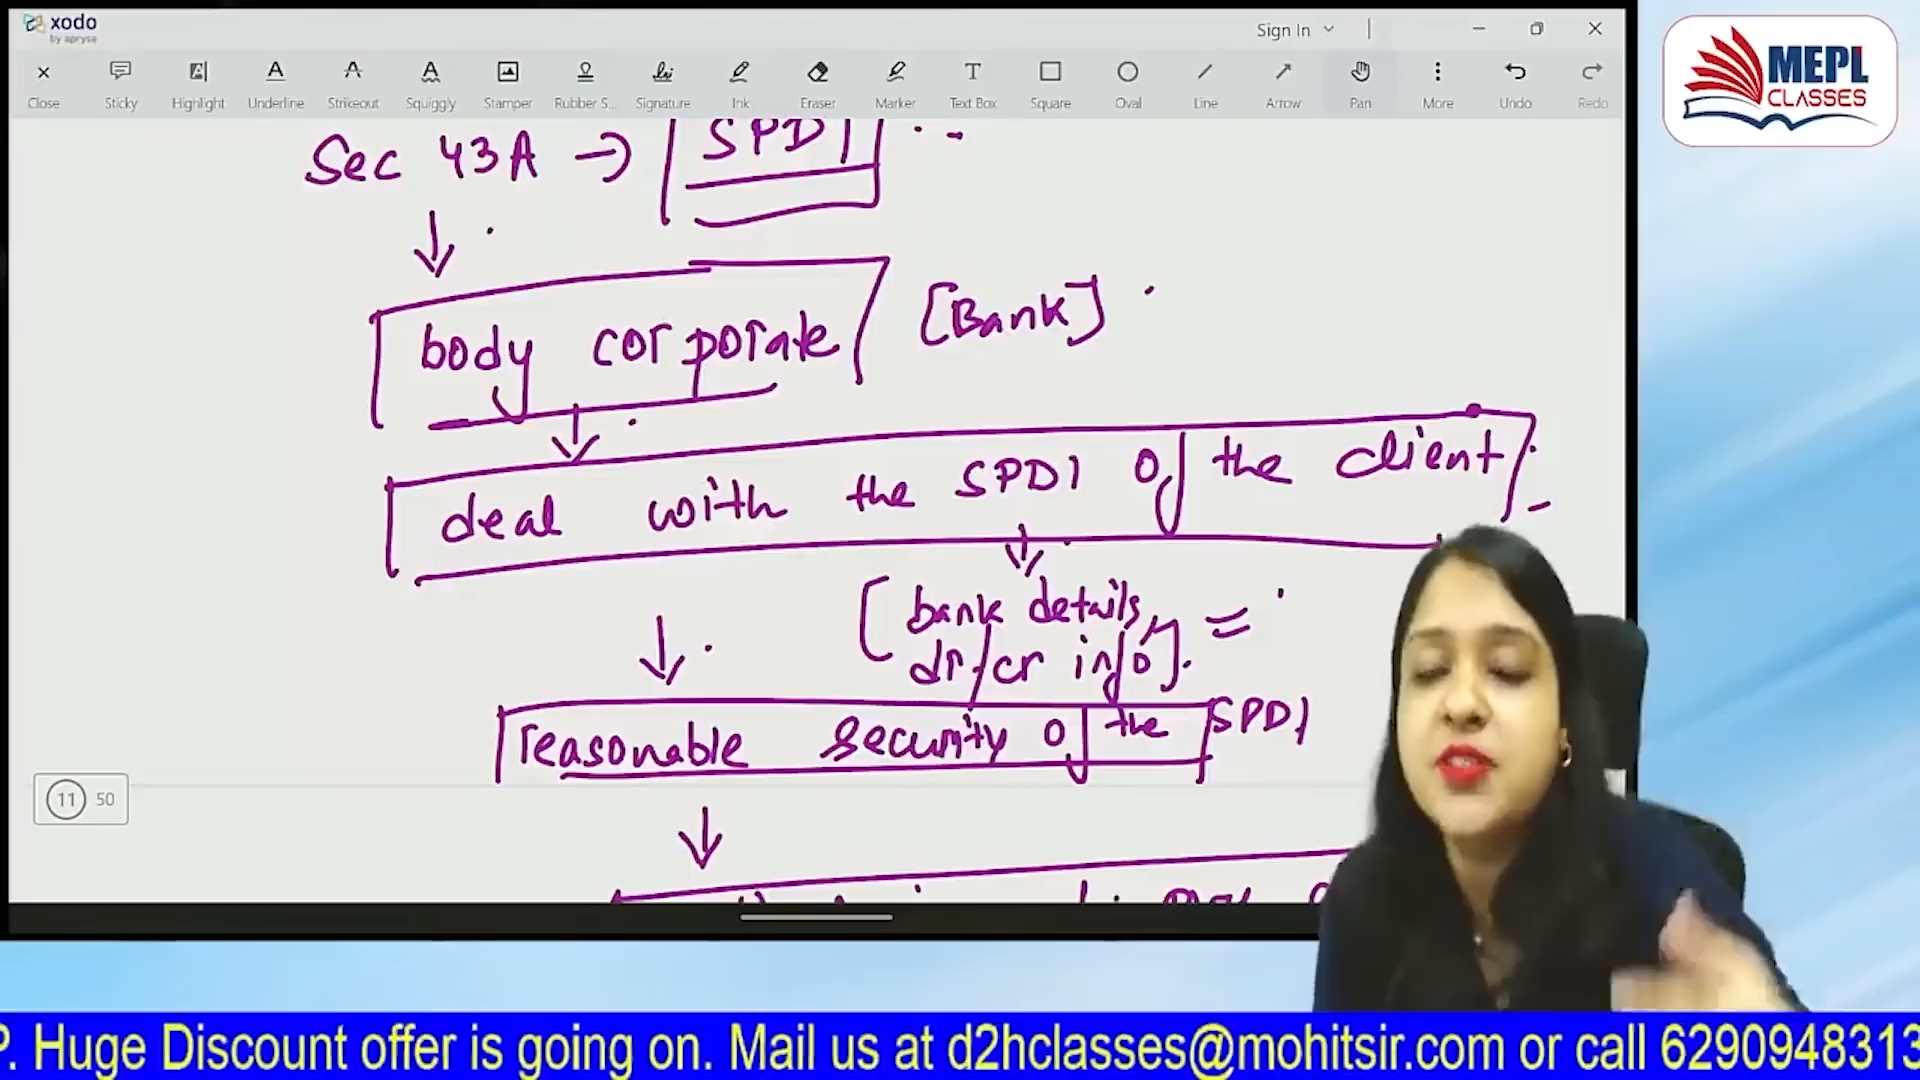 xodo
by apryse
Sign In
Close Sticky Highlight Underline Strikeout Squiggly Stamper Rubber S... Signature Ink Eraser Marker Text Box Square Oval Line Arrow Pan More Undo Redo
MEPL
CLASSES
Sec 43A → SPDI
body corporate [Bank]
deal with the SPDI of the client
[bank details,
dr/cr info].
reasonable security of the SPDI
11 50
P. Huge Discount offer is going on. Mail us at d2hclasses@mohitsir.com or call 6290948313